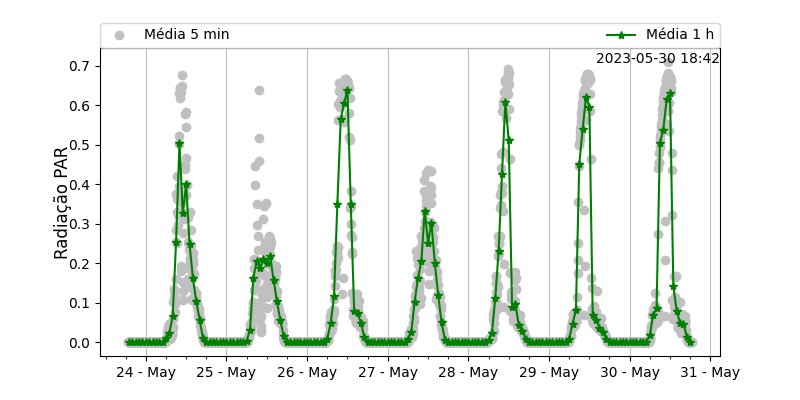 Média 5 min
Média 1 h
2023-05-30 18:42
Radiação PAR
0.7
0.6
0.5
0.4
0.3
0.2
0.1
0.0
24 - May
25 - May
26 - May
27 - May
28 - May
29 - May
30 - May
31 - May